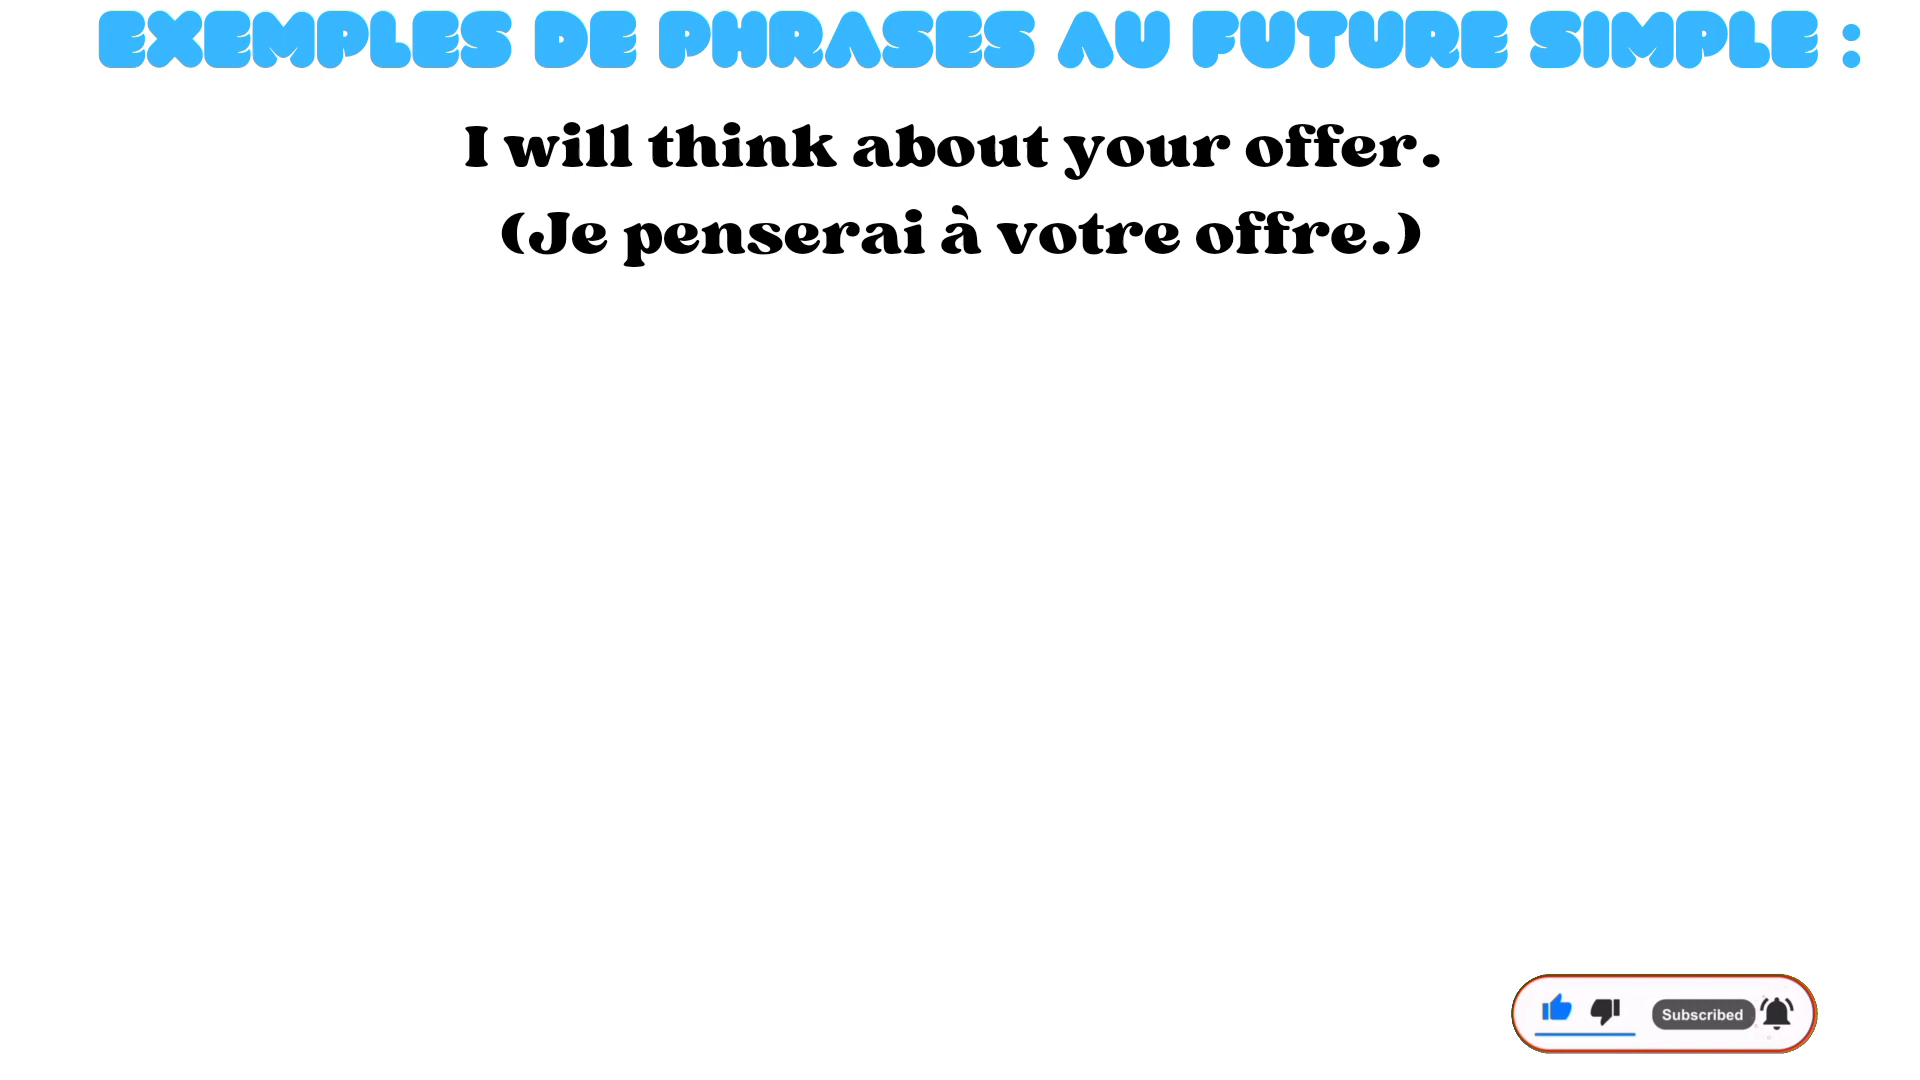 EXEMPLES DE PHRASES AU FUTURE SIMPLE :
I will think about your offer.
(Je penserai à votre offre.)
Subscribed